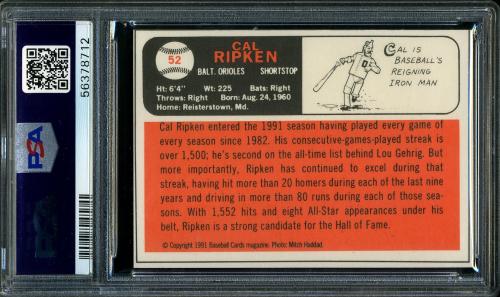 PSA
56378712
52
CAL
RIPKEN
BALT. ORIOLES SHORTSTOP
Ht: 6'4" Wt: 225 Bats: Right
Throws: Right Born: Aug. 24, 1960
Home: Reisterstown, Md.
CAL IS
BASEBALL'S
REIGNING
IRON MAN
Cal Ripken entered the 1991 season having played every game of
every season since 1982. His consecutive-games-played streak
is over 1,500; he's second on the all-time list behind Lou Gehrig. But
more importantly, Ripken has continued to excel during that
streak, having hit more than 20 homers during each of the last nine
years and driving in more than 80 runs during each of those sea-
sons. With 1,552 hits and eight All-Star appearances under his
belt, Ripken is a strong candidate for the Hall of Fame.
© Copyright 1991 Baseball Cards magazine. Photo: Mitch Haddad.